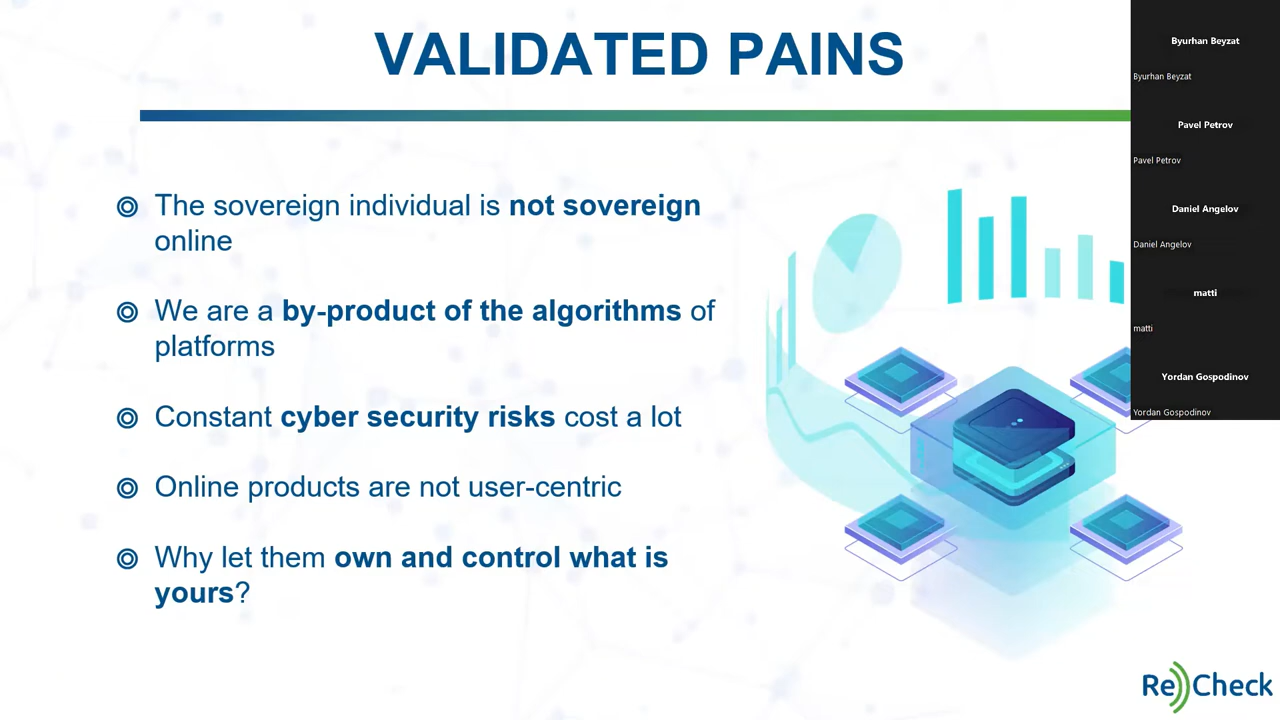 VALIDATED PAINS
The sovereign individual is not sovereign
online
We are a by-product of the algorithms of
platforms
Constant cyber security risks cost a lot
Online products are not user-centric
Why let them own and control what is
yours?
Byurhan Beyzat
Byurhan Beyzat
Pavel Petrov
Pavel Petrov
Daniel Angelov
Daniel Angelov
matti
matti
Yordan Gospodinov
Yordan Gospodinov
Re Check